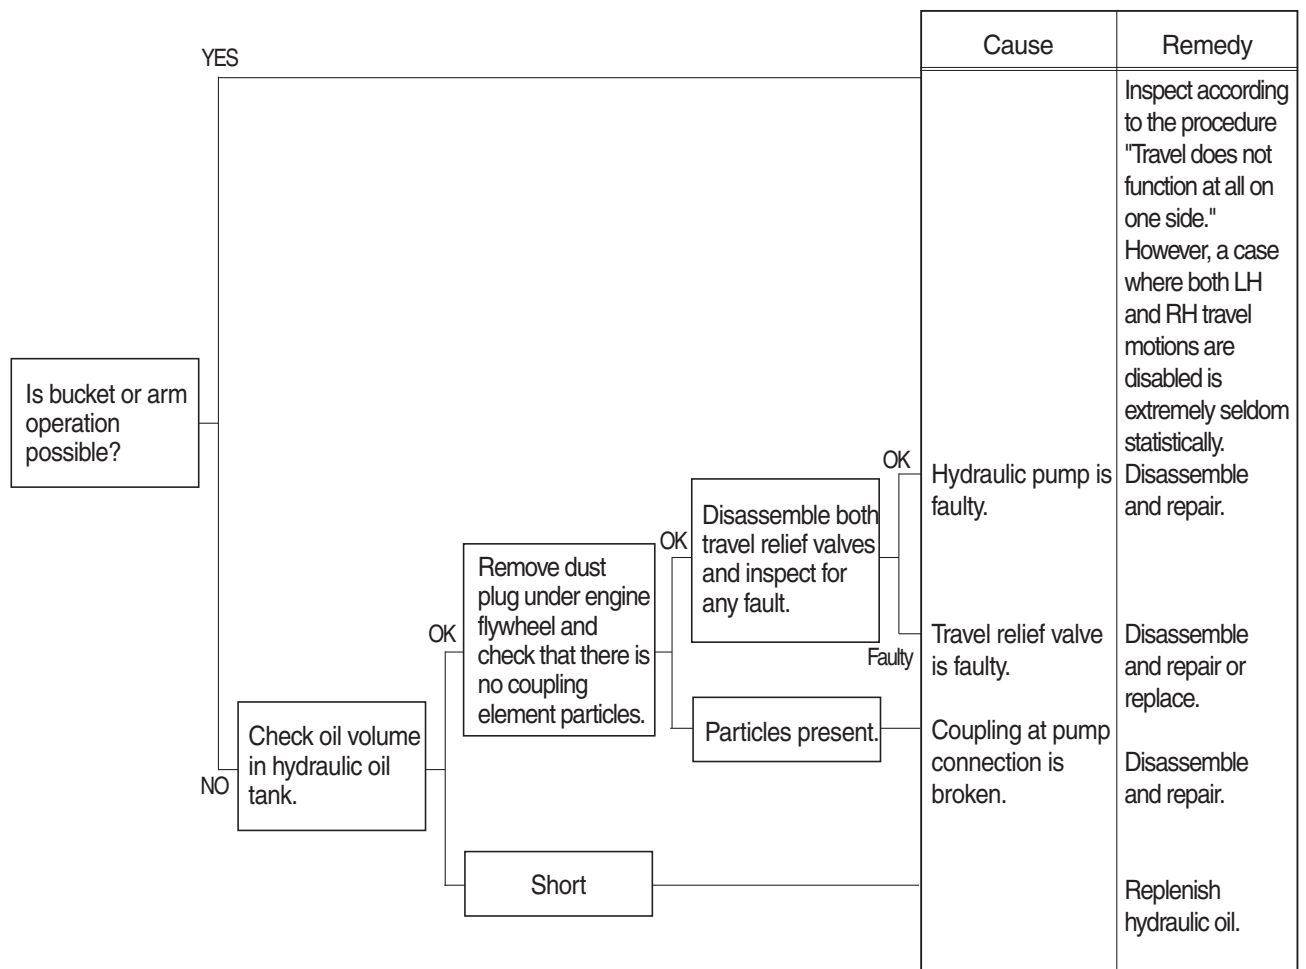 Cause
Remedy
YES
Inspect according
to the procedure
"Travel does not
function at all on
one side."
However, a case
where both LH
and RH travel
motions are
disabled is
extremely seldom
statistically.
Is bucket or arm
operation
possible?
OK
Hydraulic pump is
faulty.
Disassemble
and repair.
Disassemble both
travel relief valves
and inspect for
any fault.
OK
Remove dust
plug under engine
flywheel and
check that there is
no coupling
element particles.
OK
Faulty
Travel relief valve
is faulty.
Disassemble
and repair or
replace.
Particles present.
Coupling at pump
connection is
broken.
Disassemble
and repair.
NO
Check oil volume
in hydraulic oil
tank.
Short
Replenish
hydraulic oil.